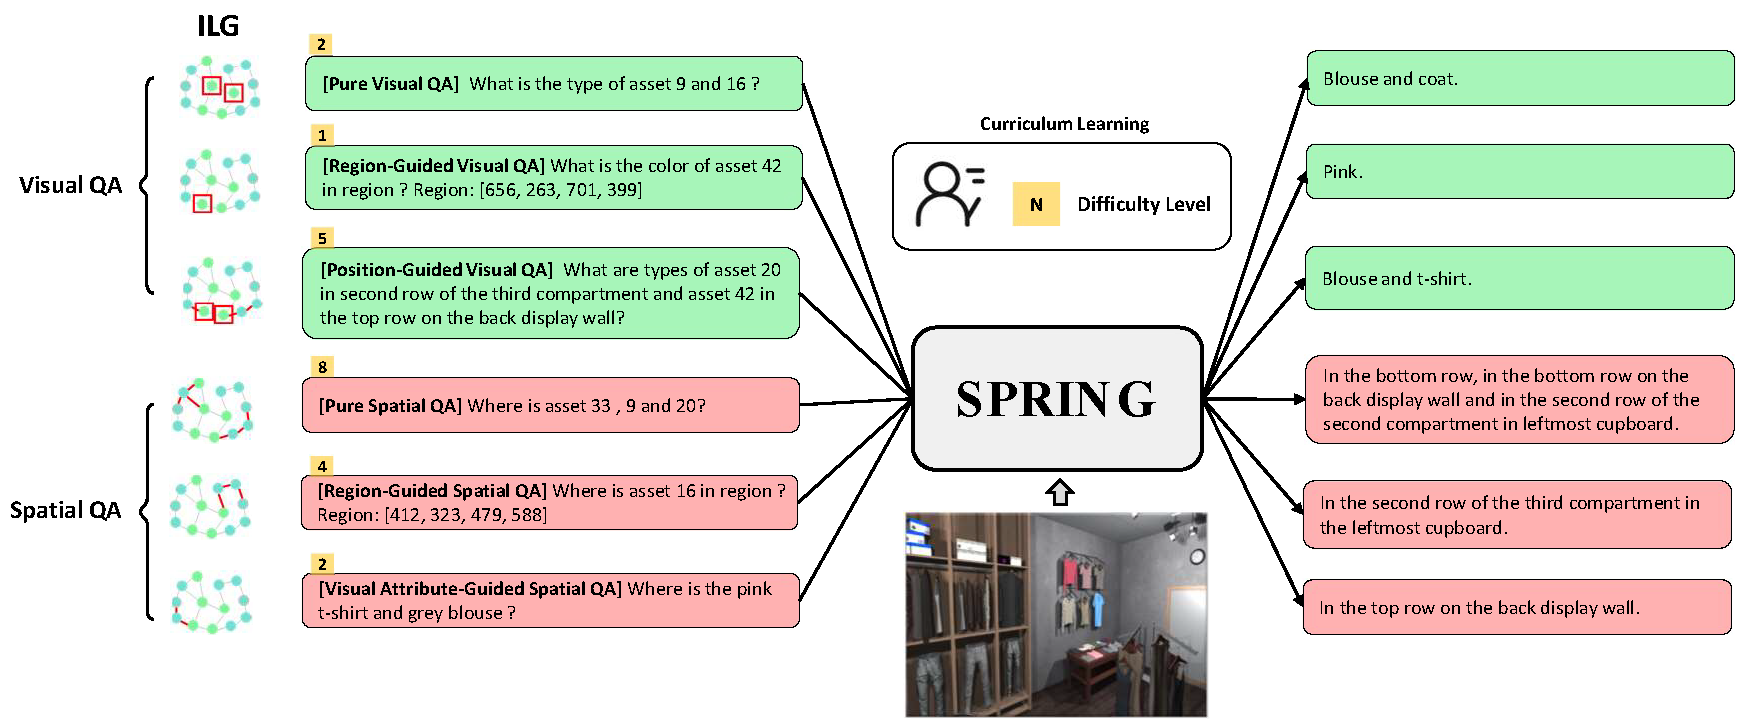 ILG
Visual QA
Spatial QA
2
[Pure Visual QA] What is the type of asset 9 and 16 ?
1
[Region-Guided Visual QA] What is the color of asset 42
in region ? Region: [656, 263, 701, 399]
5
[Position-Guided Visual QA] What are types of asset 20
in second row of the third compartment and asset 42 in
the top row on the back display wall?
8
[Pure Spatial QA] Where is asset 33 , 9 and 20?
4
[Region-Guided Spatial QA] Where is asset 16 in region ?
Region: [412, 323, 479, 588]
2
[Visual Attribute-Guided Spatial QA] Where is the pink
t-shirt and grey blouse ?
Curriculum Learning
N Difficulty Level
SPRING
Blouse and coat.
Pink.
Blouse and t-shirt.
In the bottom row, in the bottom row on the
back display wall and in the second row of the
second compartment in leftmost cupboard.
In the second row of the third compartment in
the leftmost cupboard.
In the top row on the back display wall.